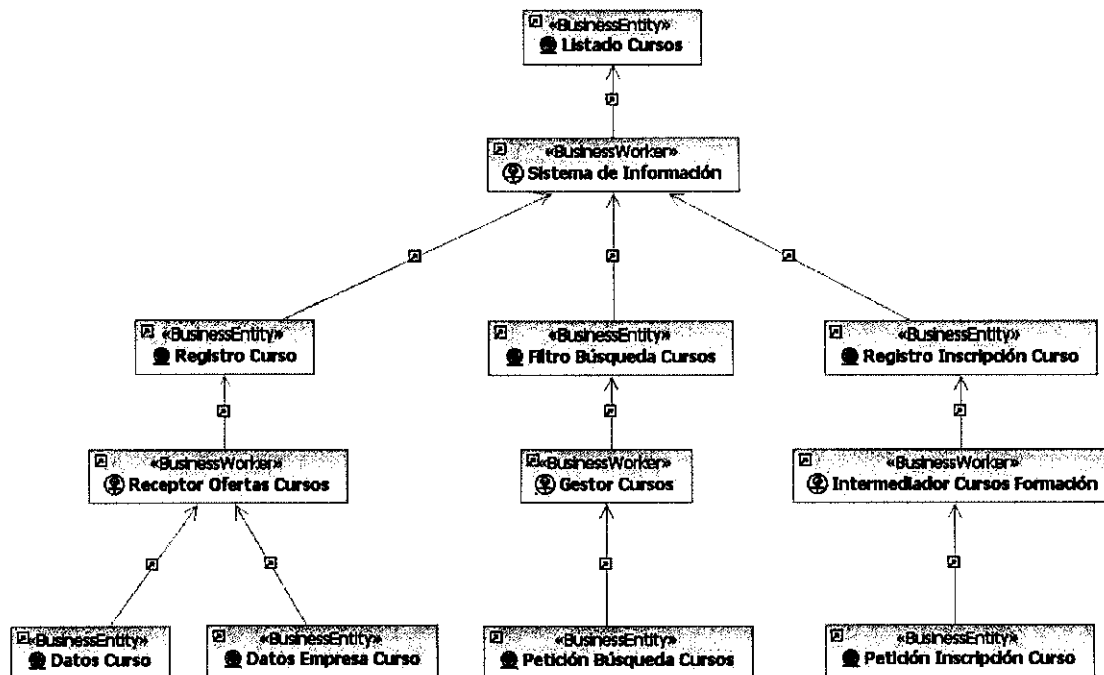 «BusinessEntity»
Listado Cursos
«BusinessWorker»
Sistema de Información
«BusinessEntity»
Registro Curso
«BusinessEntity»
Filtro Búsqueda Cursos
«BusinessEntity»
Registro Inscripción Curso
«BusinessWorker»
Receptor Ofertas Cursos
«BusinessWorker»
Gestor Cursos
«BusinessWorker»
Intermediador Cursos Formación
«BusinessEntity»
Datos Curso
«BusinessEntity»
Datos Empresa Curso
«BusinessEntity»
Petición Búsqueda Cursos
«BusinessEntity»
Petición Inscripción Curso